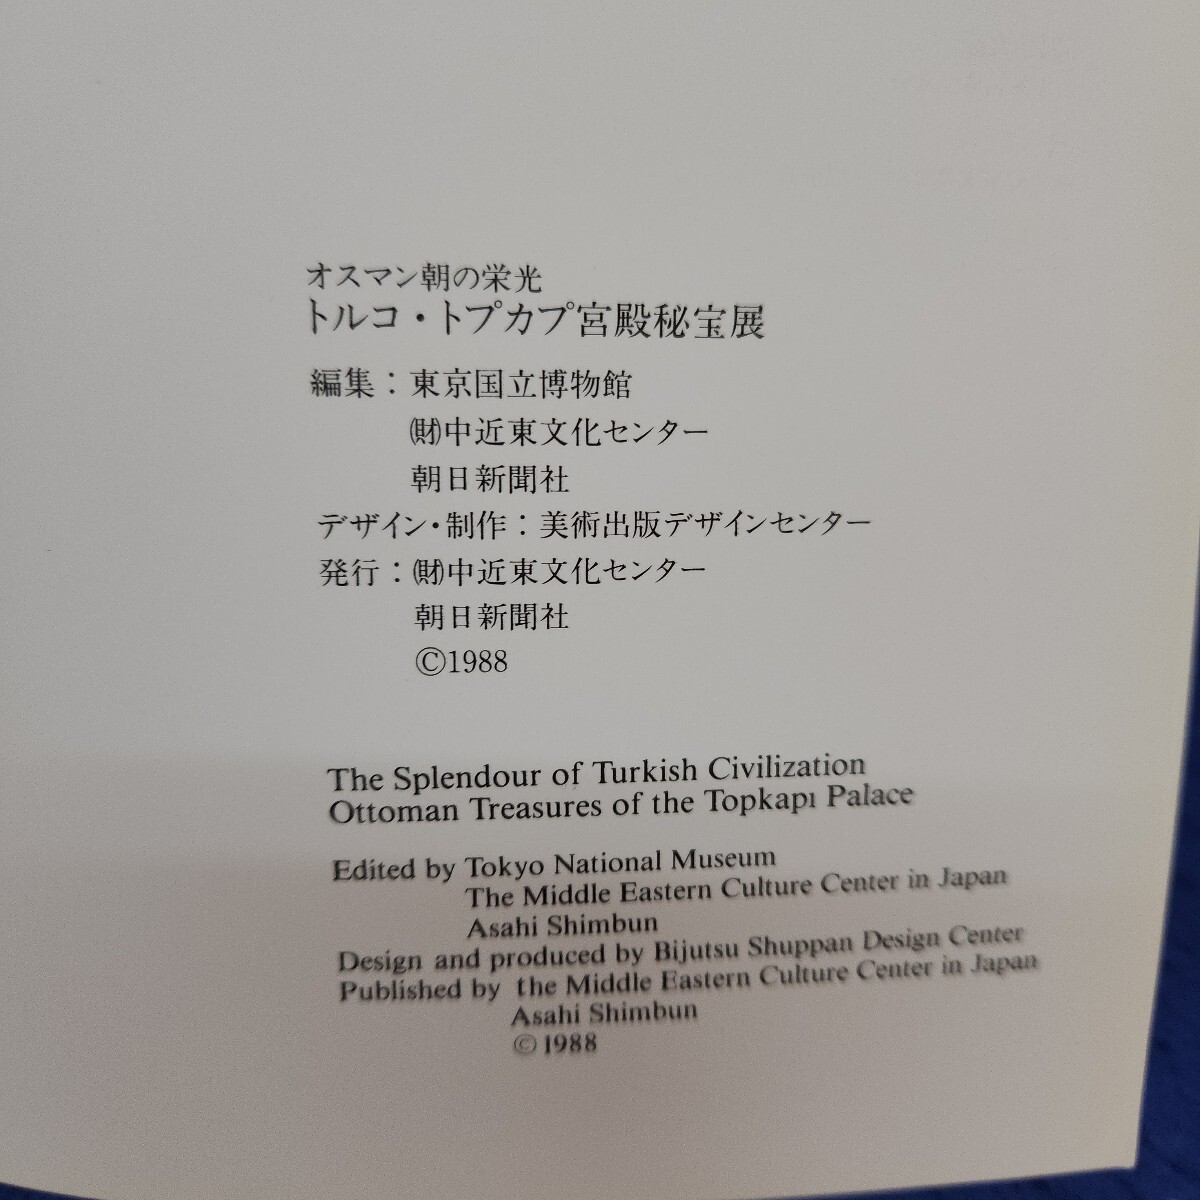 オスマン朝の栄光
トルコ・トプカプ宮殿秘宝展
編集：東京国立博物館
㈶中近東文化センター
朝日新聞社
デザイン・制作：美術出版デザインセンター
発行：㈶中近東文化センター
朝日新聞社
©1988
The Splendour of Turkish Civilization
Ottoman Treasures of the Topkapı Palace
Edited by Tokyo National Museum
The Middle Eastern Culture Center in Japan
Asahi Shimbun
Design and produced by Bijutsu Shuppan Design Center
Published by the Middle Eastern Culture Center in Japan
Asahi Shimbun
© 1988